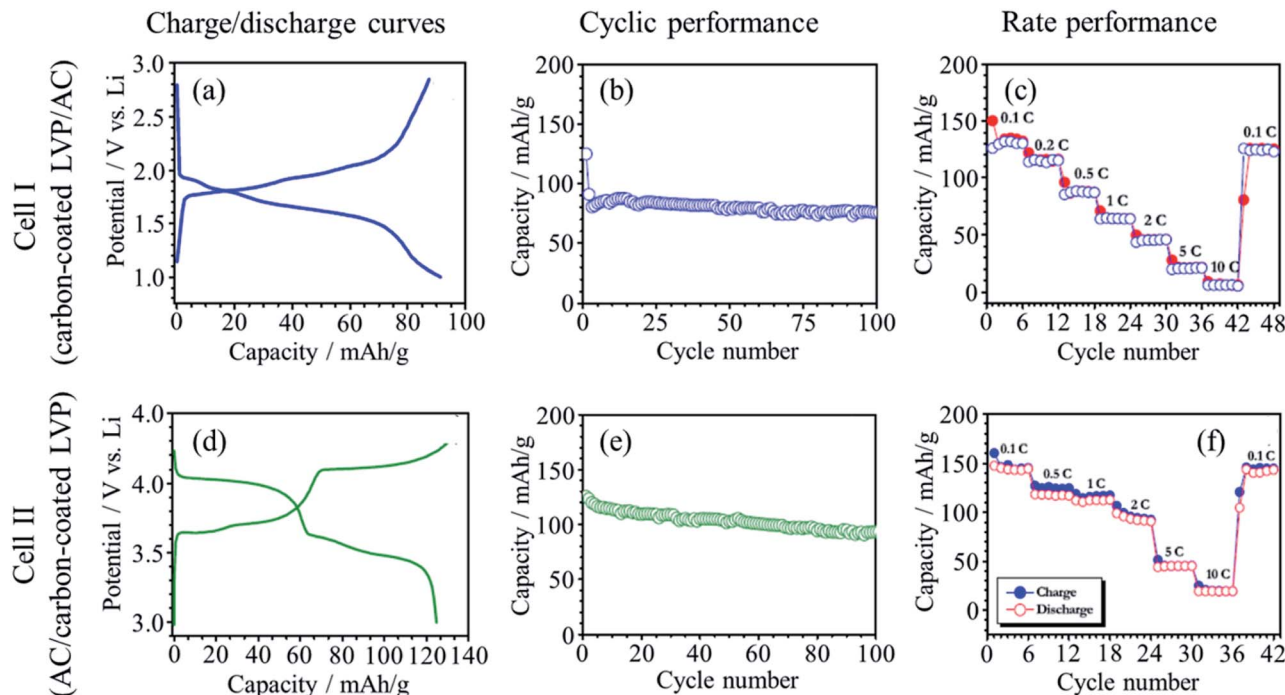 Charge/discharge curves
Cyclic performance
Rate performance
Cell I
(carbon-coated LVP/AC)
(a)
3.0
2.5
2.0
1.5
1.0
Potential / V vs. Li
0 20 40 60 80 100
Capacity / mAh/g
(b)
200
150
100
50
0
Capacity / mAh/g
0 25 50 75 100
Cycle number
(c)
200
150
100
50
0
Capacity / mAh/g
0.1 C
0.2 C
0.5 C
1 C
2 C
5 C
10 C
0.1 C
0 6 12 18 24 30 36 42 48
Cycle number
Cell II
(AC/carbon-coated LVP)
(d)
4.0
4.0
3.5
3.0
Potential / V vs. Li
0 20 40 60 80 100 120 140
Capacity / mAh/g
(e)
200
150
100
50
0
Capacity / mAh/g
0 25 50 75 100
Cycle number
(f)
200
150
100
50
0
Capacity / mAh/g
0.1 C
0.5 C
1 C
2 C
5 C
10 C
0.1 C
Charge
Discharge
0 6 12 18 24 30 36 42
Cycle number